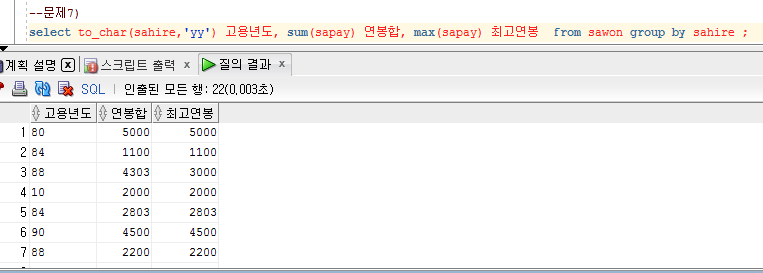 --문제7)
select to_char(sahire,'yy') 고용년도, sum(sapay) 연봉합, max(sapay) 최고연봉  from sawon group by sahire ;
계획 설명 x 스크립트 출력 x 질의 결과 x
SQL | 인출된 모든 행: 22(0,003초)
고용년도 연봉합 최고연봉
1 80 5000 5000
2 84 1100 1100
3 88 4303 3000
4 10 2000 2000
5 84 2803 2803
6 90 4500 4500
7 88 2200 2200